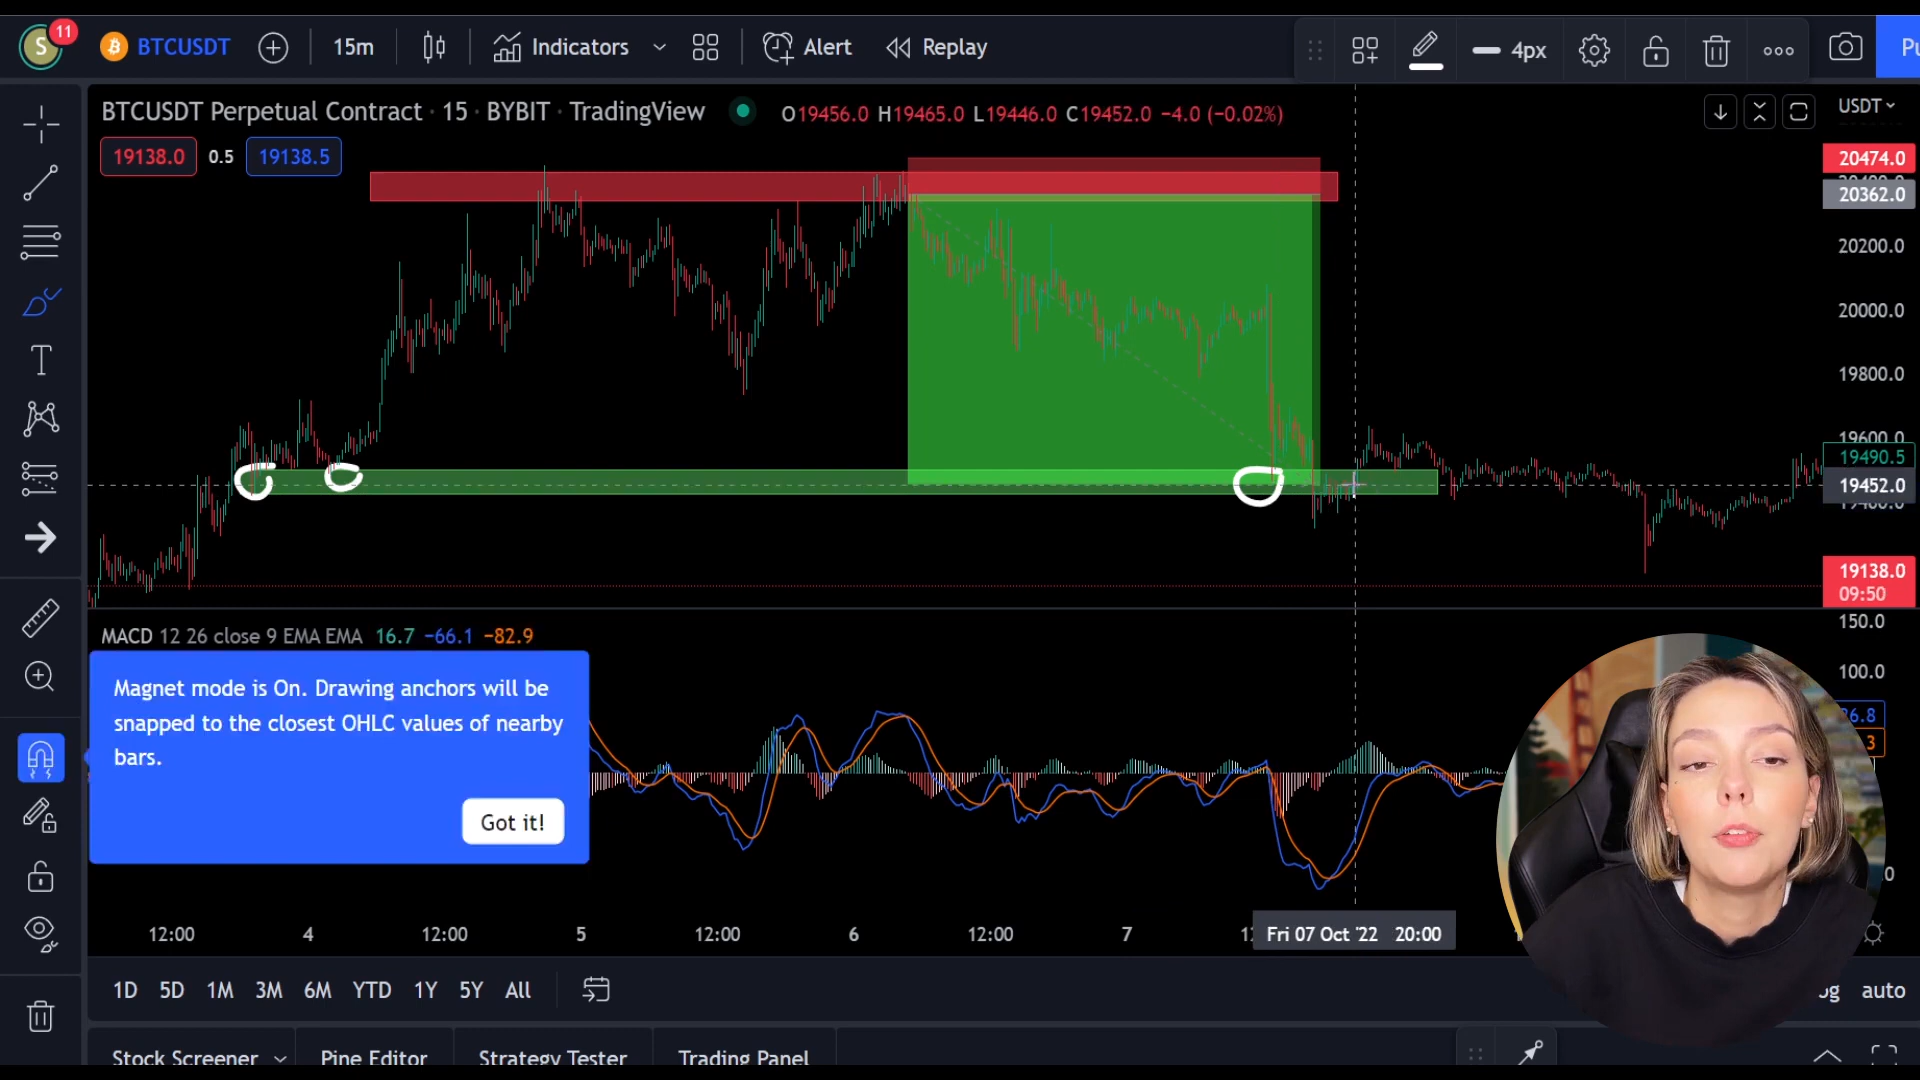 S 11 BTCUSDT 15m Indicators Alert Replay 4px Pu
BTCUSDT Perpetual Contract · 15 · BYBIT · TradingView O19456.0 H19465.0 L19446.0 C19452.0 −4.0 (−0.02%) USDT
19138.0 0.5 19138.5
20474.0
20362.0
20200.0
20000.0
19800.0
19600.0
19490.5
19452.0
19138.0
09:50
MACD 12 26 close 9 EMA EMA 16.7 −66.1 −82.9
150.0
100.0
Magnet mode is On. Drawing anchors will be
snapped to the closest OHLC values of nearby
bars.
Got it!
12:00 4 12:00 5 12:00 6 12:00 7 Fri 07 Oct '22 20:00
1D 5D 1M 3M 6M YTD 1Y 5Y All auto
Stock Screener Pine Editor Strategy Tester Trading Panel